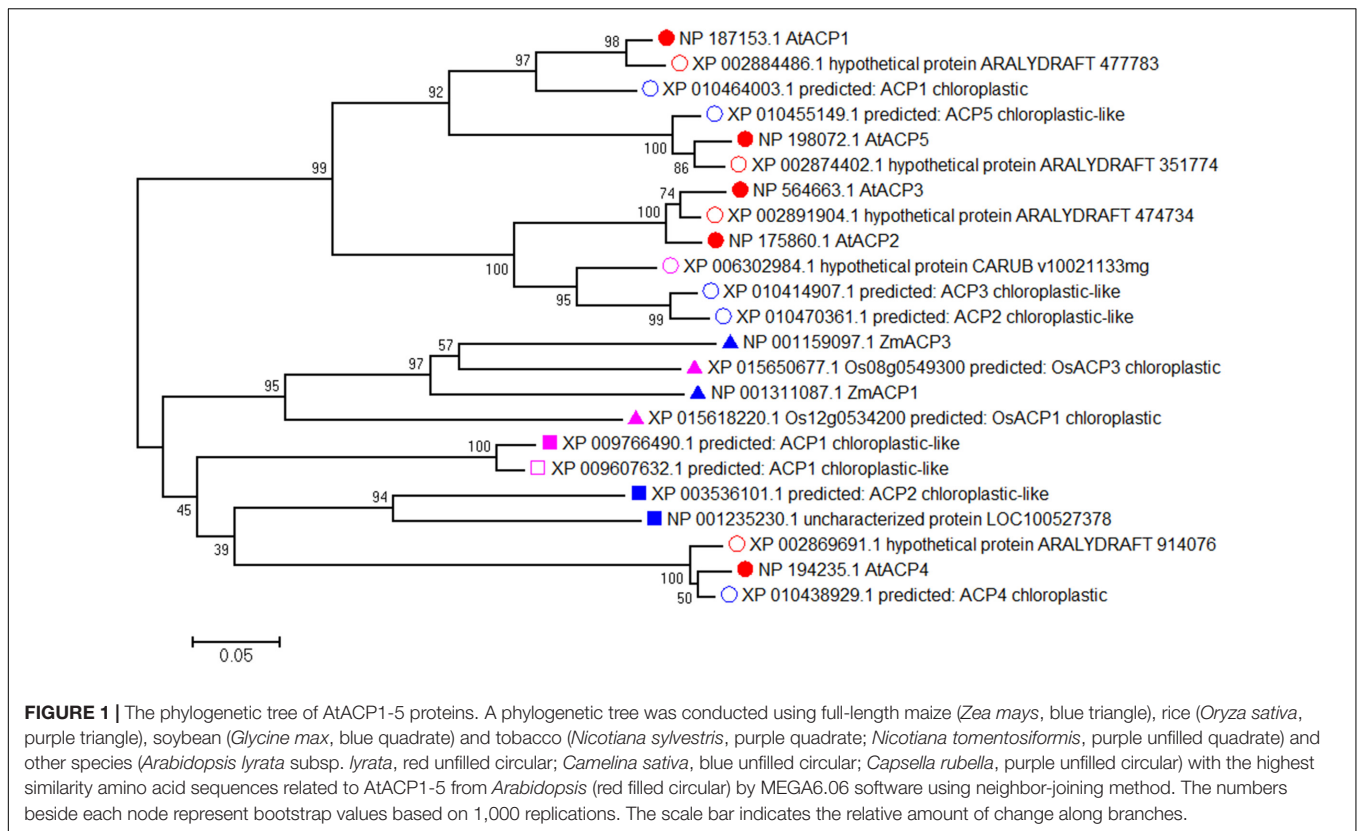 98
NP 187153.1 AtACP1
97
XP 002884486.1 hypothetical protein ARALYDRAFT 477783
92
XP 010464003.1 predicted: ACP1 chloroplastic
XP 010455149.1 predicted: ACP5 chloroplastic-like
100
NP 198072.1 AtACP5
99
86
XP 002874402.1 hypothetical protein ARALYDRAFT 351774
74
NP 564663.1 AtACP3
100
XP 002891904.1 hypothetical protein ARALYDRAFT 474734
NP 175860.1 AtACP2
100
XP 006302984.1 hypothetical protein CARUB v10021133mg
95
XP 010414907.1 predicted: ACP3 chloroplastic-like
99
XP 010470361.1 predicted: ACP2 chloroplastic-like
57
NP 001159097.1 ZmACP3
97
XP 015650677.1 Os08g0549300 predicted: OsACP3 chloroplastic
95
NP 001311087.1 ZmACP1
XP 015618220.1 Os12g0534200 predicted: OsACP1 chloroplastic
100
XP 009766490.1 predicted: ACP1 chloroplastic-like
XP 009607632.1 predicted: ACP1 chloroplastic-like
45
94
XP 003536101.1 predicted: ACP2 chloroplastic-like
NP 001235230.1 uncharacterized protein LOC100527378
39
XP 002869691.1 hypothetical protein ARALYDRAFT 914076
100
NP 194235.1 AtACP4
50
XP 010438929.1 predicted: ACP4 chloroplastic
0.05
FIGURE 1 | The phylogenetic tree of AtACP1-5 proteins. A phylogenetic tree was conducted using full-length maize (Zea mays, blue triangle), rice (Oryza sativa,
purple triangle), soybean (Glycine max, blue quadrate) and tobacco (Nicotiana sylvestris, purple quadrate; Nicotiana tomentosiformis, purple unfilled quadrate) and
other species (Arabidopsis lyrata subsp. lyrata, red unfilled circular; Camelina sativa, blue unfilled circular; Capsella rubella, purple unfilled circular) with the highest
similarity amino acid sequences related to AtACP1-5 from Arabidopsis (red filled circular) by MEGA6.06 software using neighbor-joining method. The numbers
beside each node represent bootstrap values based on 1,000 replications. The scale bar indicates the relative amount of change along branches.